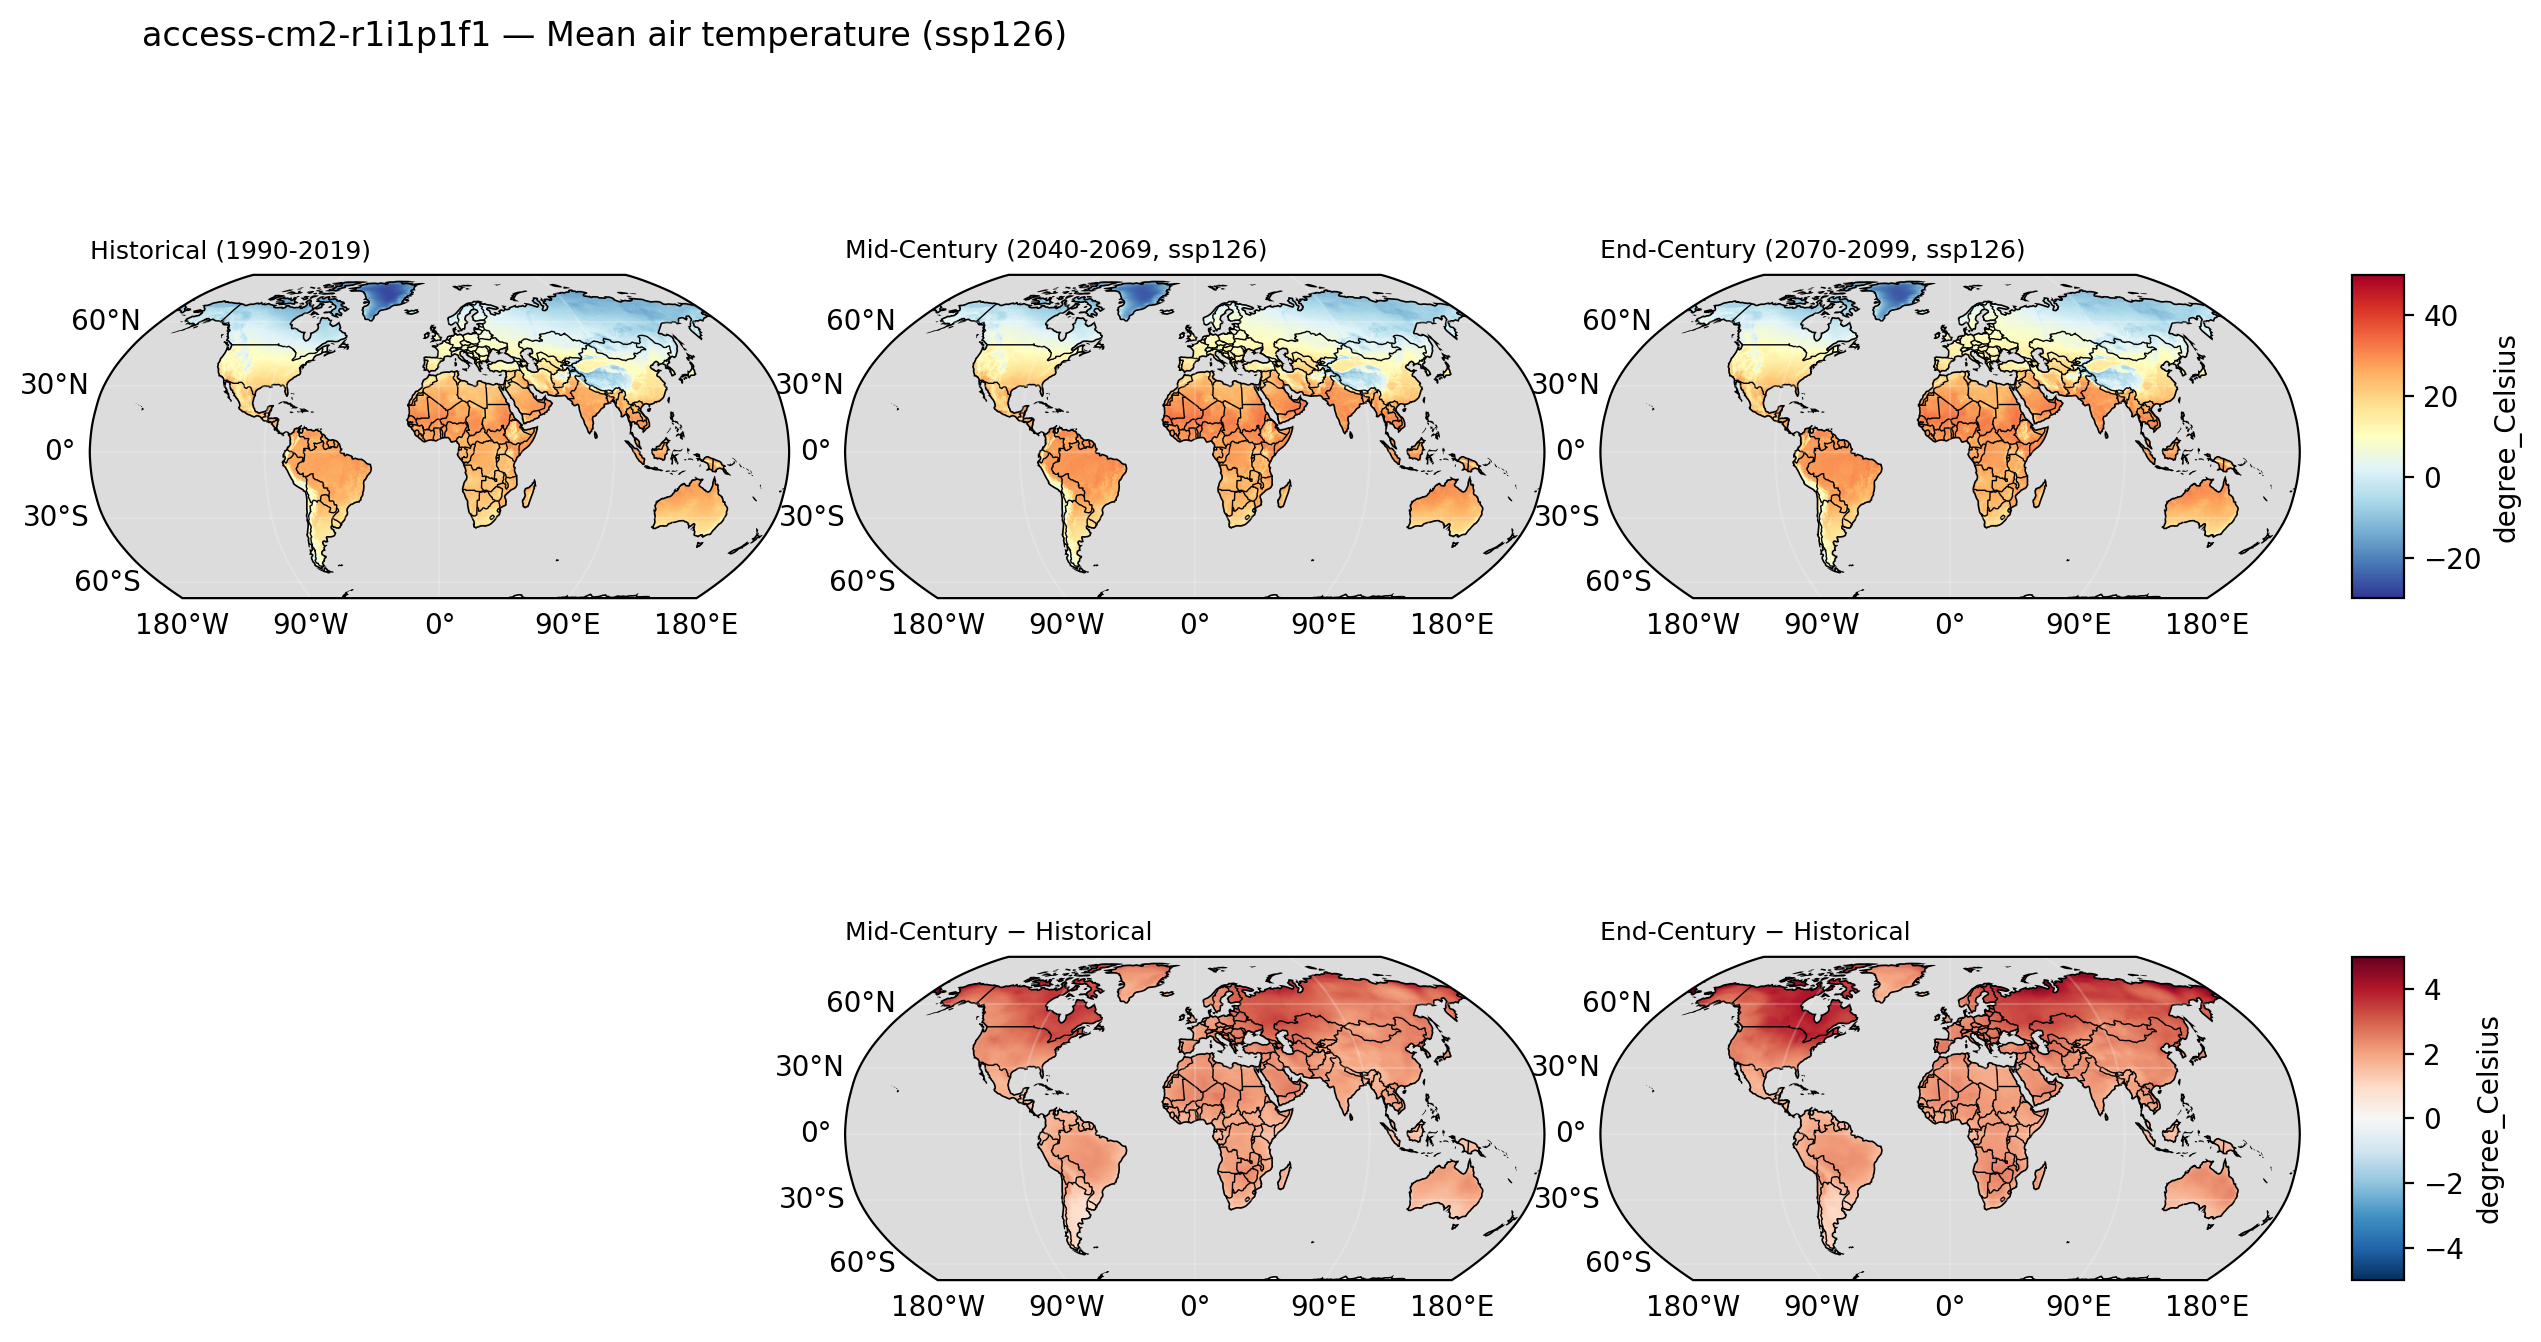 access-cm2-r1i1p1f1 — Mean air temperature (ssp126)
Historical (1990-2019)
Mid-Century (2040-2069, ssp126)
End-Century (2070-2099, ssp126)
60°N
30°N
0°
30°S
60°S
180°W 90°W 0° 90°E 180°E
60°N
30°N
0°
30°S
60°S
180°W 90°W 0° 90°E 180°E
60°N
30°N
0°
30°S
60°S
180°W 90°W 0° 90°E 180°E
40
20
0
−20
degree_Celsius
Mid-Century − Historical
End-Century − Historical
60°N
30°N
0°
30°S
60°S
180°W 90°W 0° 90°E 180°E
60°N
30°N
0°
30°S
60°S
180°W 90°W 0° 90°E 180°E
4
2
0
−2
−4
degree_Celsius